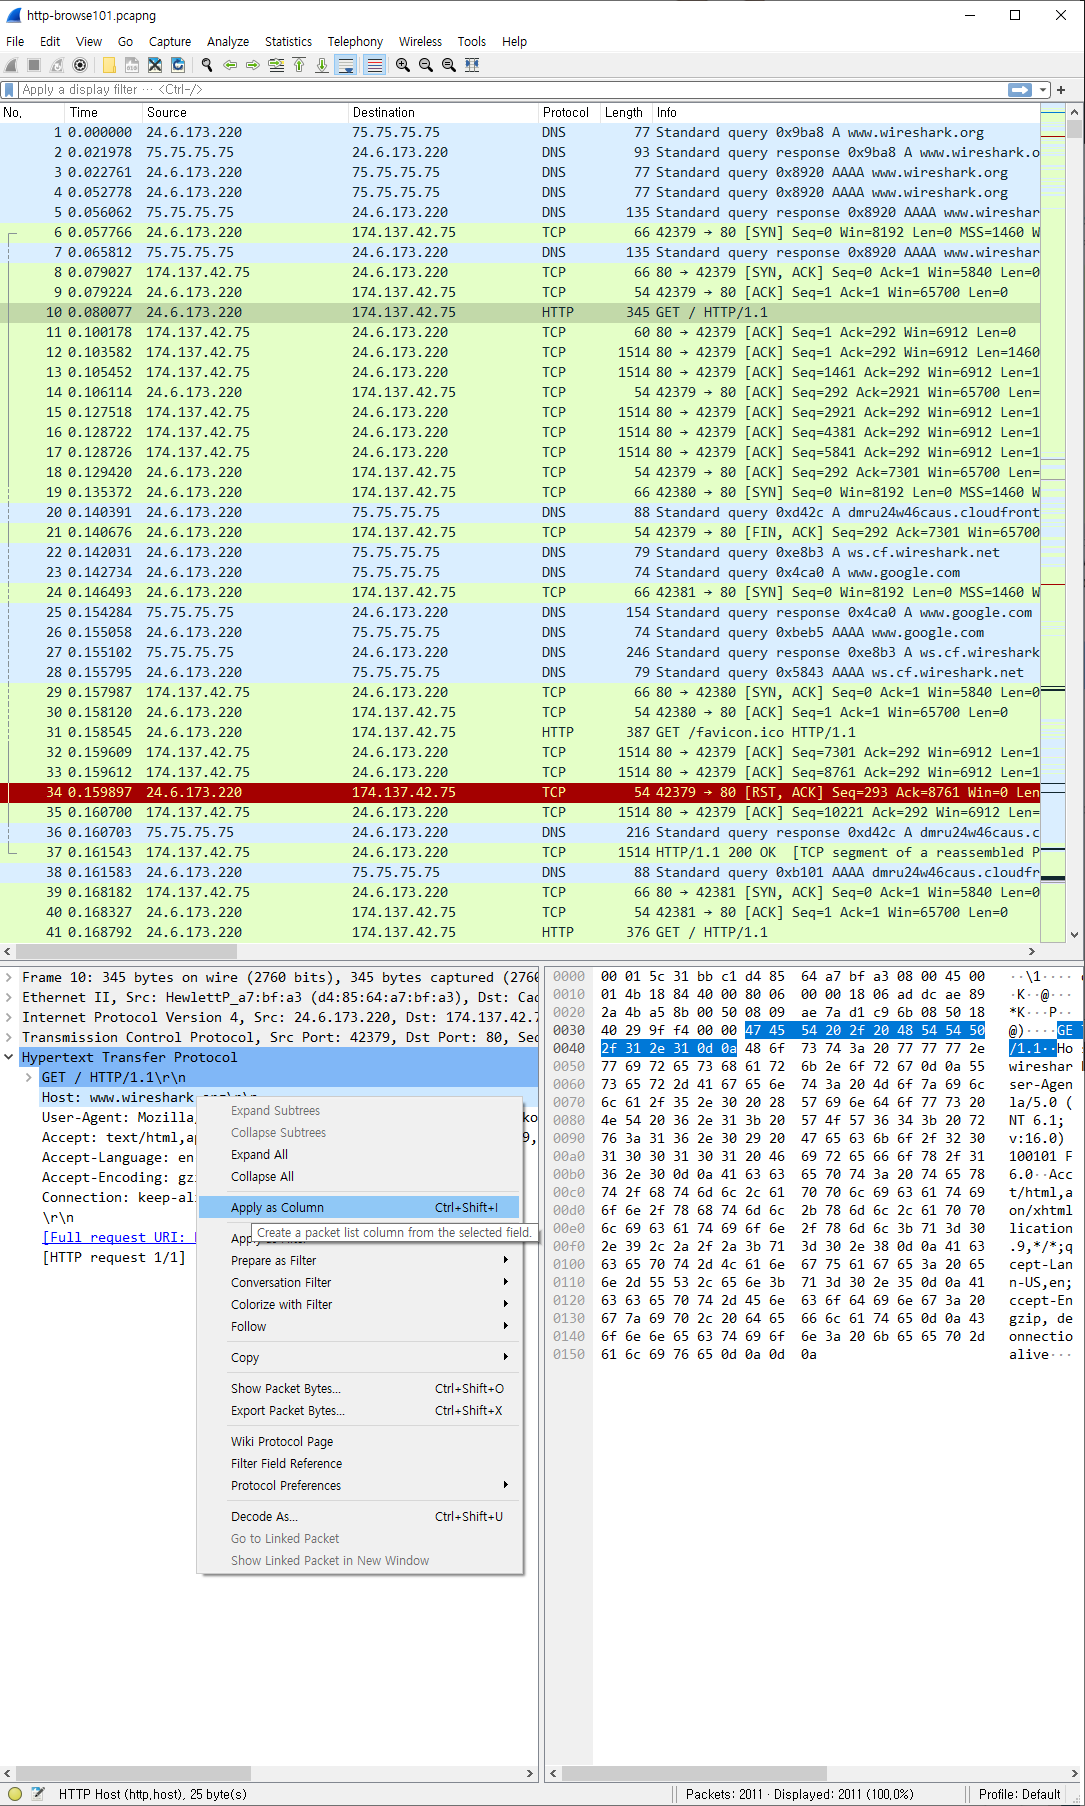 http-browse101.pcapng
File Edit View Go Capture Analyze Statistics Telephony Wireless Tools Help
Apply a display filter ··· <Ctrl-/>
No. Time Source Destination Protocol Length Info
1 0.000000 24.6.173.220 75.75.75.75 DNS 77 Standard query 0x9ba8 A www.wireshark.org
2 0.021978 75.75.75.75 24.6.173.220 DNS 93 Standard query response 0x9ba8 A www.wireshark.o
3 0.022761 24.6.173.220 75.75.75.75 DNS 77 Standard query 0x8920 AAAA www.wireshark.org
4 0.052778 24.6.173.220 75.75.75.75 DNS 77 Standard query 0x8920 AAAA www.wireshark.org
5 0.056062 75.75.75.75 24.6.173.220 DNS 135 Standard query response 0x8920 AAAA www.wireshar
6 0.057766 24.6.173.220 174.137.42.75 TCP 66 42379 → 80 [SYN] Seq=0 Win=8192 Len=0 MSS=1460 W
7 0.065812 75.75.75.75 24.6.173.220 DNS 135 Standard query response 0x8920 AAAA www.wireshar
8 0.079027 174.137.42.75 24.6.173.220 TCP 66 80 → 42379 [SYN, ACK] Seq=0 Ack=1 Win=5840 Len=0
9 0.079224 24.6.173.220 174.137.42.75 TCP 54 42379 → 80 [ACK] Seq=1 Ack=1 Win=65700 Len=0
10 0.080077 24.6.173.220 174.137.42.75 HTTP 345 GET / HTTP/1.1
11 0.100178 174.137.42.75 24.6.173.220 TCP 60 80 → 42379 [ACK] Seq=1 Ack=292 Win=6912 Len=0
12 0.103582 174.137.42.75 24.6.173.220 TCP 1514 80 → 42379 [ACK] Seq=1 Ack=292 Win=6912 Len=1460
13 0.105452 174.137.42.75 24.6.173.220 TCP 1514 80 → 42379 [ACK] Seq=1461 Ack=292 Win=6912 Len=1
14 0.106114 24.6.173.220 174.137.42.75 TCP 54 42379 → 80 [ACK] Seq=292 Ack=2921 Win=65700 Len=
15 0.127518 174.137.42.75 24.6.173.220 TCP 1514 80 → 42379 [ACK] Seq=2921 Ack=292 Win=6912 Len=1
16 0.128722 174.137.42.75 24.6.173.220 TCP 1514 80 → 42379 [ACK] Seq=4381 Ack=292 Win=6912 Len=1
17 0.128726 174.137.42.75 24.6.173.220 TCP 1514 80 → 42379 [ACK] Seq=5841 Ack=292 Win=6912 Len=1
18 0.129420 24.6.173.220 174.137.42.75 TCP 54 42379 → 80 [ACK] Seq=292 Ack=7301 Win=65700 Len=
19 0.135372 24.6.173.220 174.137.42.75 TCP 66 42380 → 80 [SYN] Seq=0 Win=8192 Len=0 MSS=1460 W
20 0.140391 24.6.173.220 75.75.75.75 DNS 88 Standard query 0xd42c A dmru24w46caus.cloudfront
21 0.140676 24.6.173.220 174.137.42.75 TCP 54 42379 → 80 [FIN, ACK] Seq=292 Ack=7301 Win=65700
22 0.142031 24.6.173.220 75.75.75.75 DNS 79 Standard query 0xe8b3 A ws.cf.wireshark.net
23 0.142734 24.6.173.220 75.75.75.75 DNS 74 Standard query 0x4ca0 A www.google.com
24 0.146493 24.6.173.220 174.137.42.75 TCP 66 42381 → 80 [SYN] Seq=0 Win=8192 Len=0 MSS=1460 W
25 0.154284 75.75.75.75 24.6.173.220 DNS 154 Standard query response 0x4ca0 A www.google.com
26 0.155058 24.6.173.220 75.75.75.75 DNS 74 Standard query 0xbeb5 AAAA www.google.com
27 0.155102 75.75.75.75 24.6.173.220 DNS 246 Standard query response 0xe8b3 A ws.cf.wireshark
28 0.155795 24.6.173.220 75.75.75.75 DNS 79 Standard query 0x5843 AAAA ws.cf.wireshark.net
29 0.157987 174.137.42.75 24.6.173.220 TCP 66 80 → 42380 [SYN, ACK] Seq=0 Ack=1 Win=5840 Len=0
30 0.158120 24.6.173.220 174.137.42.75 TCP 54 42380 → 80 [ACK] Seq=1 Ack=1 Win=65700 Len=0
31 0.158545 24.6.173.220 174.137.42.75 HTTP 387 GET /favicon.ico HTTP/1.1
32 0.159609 174.137.42.75 24.6.173.220 TCP 1514 80 → 42379 [ACK] Seq=7301 Ack=292 Win=6912 Len=1
33 0.159612 174.137.42.75 24.6.173.220 TCP 1514 80 → 42379 [ACK] Seq=8761 Ack=292 Win=6912 Len=1
34 0.159897 24.6.173.220 174.137.42.75 TCP 54 42379 → 80 [RST, ACK] Seq=293 Ack=8761 Win=0 Len
35 0.160700 174.137.42.75 24.6.173.220 TCP 1514 80 → 42379 [ACK] Seq=10221 Ack=292 Win=6912 Len=
36 0.160703 75.75.75.75 24.6.173.220 DNS 216 Standard query response 0xd42c A dmru24w46caus.c
37 0.161543 174.137.42.75 24.6.173.220 TCP 1514 HTTP/1.1 200 OK [TCP segment of a reassembled P
38 0.161583 24.6.173.220 75.75.75.75 DNS 88 Standard query 0xb101 AAAA dmru24w46caus.cloudfr
39 0.168182 174.137.42.75 24.6.173.220 TCP 66 80 → 42381 [SYN, ACK] Seq=0 Ack=1 Win=5840 Len=0
40 0.168327 24.6.173.220 174.137.42.75 TCP 54 42381 → 80 [ACK] Seq=1 Ack=1 Win=65700 Len=0
41 0.168792 24.6.173.220 174.137.42.75 HTTP 376 GET / HTTP/1.1
Frame 10: 345 bytes on wire (2760 bits), 345 bytes captured (2760
Ethernet II, Src: HewlettP_a7:bf:a3 (d4:85:64:a7:bf:a3), Dst: Cad
Internet Protocol Version 4, Src: 24.6.173.220, Dst: 174.137.42.7
Transmission Control Protocol, Src Port: 42379, Dst Port: 80, Seq
Hypertext Transfer Protocol
GET / HTTP/1.1\r\n
Host: www.wireshark.org\r\n
User-Agent: Mozilla ko
Accept: text/html,ap 9,
Accept-Language: en
Accept-Encoding: gz
Connection: keep-al
\r\n
[Full request URI:
[HTTP request 1/1]
Expand Subtrees
Collapse Subtrees
Expand All
Collapse All
Apply as Column Ctrl+Shift+I
Apply as Filter
Create a packet list column from the selected field.
Prepare as Filter
Conversation Filter
Colorize with Filter
Follow
Copy
Show Packet Bytes... Ctrl+Shift+O
Export Packet Bytes... Ctrl+Shift+X
Wiki Protocol Page
Filter Field Reference
Protocol Preferences
Decode As... Ctrl+Shift+U
Go to Linked Packet
Show Linked Packet in New Window
0000 00 01 5c 31 bb c1 d4 85 64 a7 bf a3 08 00 45 00 ··\1····
0010 01 4b 18 84 40 00 80 06 00 00 18 06 ad dc ae 89 ·K··@···
0020 2a 4b a5 8b 00 50 08 09 ae 7a d1 c9 6b 08 50 18 *K···P··
0030 40 29 9f f4 00 00 47 45 54 20 2f 20 48 54 54 50 @)····GE
0040 2f 31 2e 31 0d 0a 48 6f 73 74 3a 20 77 77 77 2e /1.1··Ho
0050 77 69 72 65 73 68 61 72 6b 2e 6f 72 67 0d 0a 55 wireshar
0060 73 65 72 2d 41 67 65 6e 74 3a 20 4d 6f 7a 69 6c ser-Agen
0070 6c 61 2f 35 2e 30 20 28 57 69 6e 64 6f 77 73 20 la/5.0 (
0080 4e 54 20 36 2e 31 3b 20 57 4f 57 36 34 3b 20 72 NT 6.1;
0090 76 3a 31 36 2e 30 29 20 47 65 63 6b 6f 2f 32 30 v:16.0)
00a0 31 30 30 31 30 31 20 46 69 72 65 66 6f 78 2f 31 100101 F
00b0 36 2e 30 0d 0a 41 63 63 65 70 74 3a 20 74 65 78 6.0··Acc
00c0 74 2f 68 74 6d 6c 2c 61 70 70 6c 69 63 61 74 69 t/html,a
00d0 6f 6e 2f 78 68 74 6d 6c 2b 78 6d 6c 2c 61 70 70 on/xhtml
00e0 6c 69 63 61 74 69 6f 6e 2f 78 6d 6c 3b 71 3d 30 lication
00f0 2e 39 2c 2a 2f 2a 3b 71 3d 30 2e 38 0d 0a 41 63 .9,*/*;q
0100 63 65 70 74 2d 4c 61 6e 67 75 61 67 65 3a 20 65 cept-Lan
0110 6e 2d 55 53 2c 65 6e 3b 71 3d 30 2e 35 0d 0a 41 n-US,en;
0120 63 63 65 70 74 2d 45 6e 63 6f 64 69 6e 67 3a 20 ccept-En
0130 67 7a 69 70 2c 20 64 65 66 6c 61 74 65 0d 0a 43 gzip, de
0140 6f 6e 6e 65 63 74 69 6f 6e 3a 20 6b 65 65 70 2d onnectio
0150 61 6c 69 76 65 0d 0a 0d 0a alive···
HTTP Host (http.host), 25 byte(s) Packets: 2011 · Displayed: 2011 (100.0%) Profile: Default